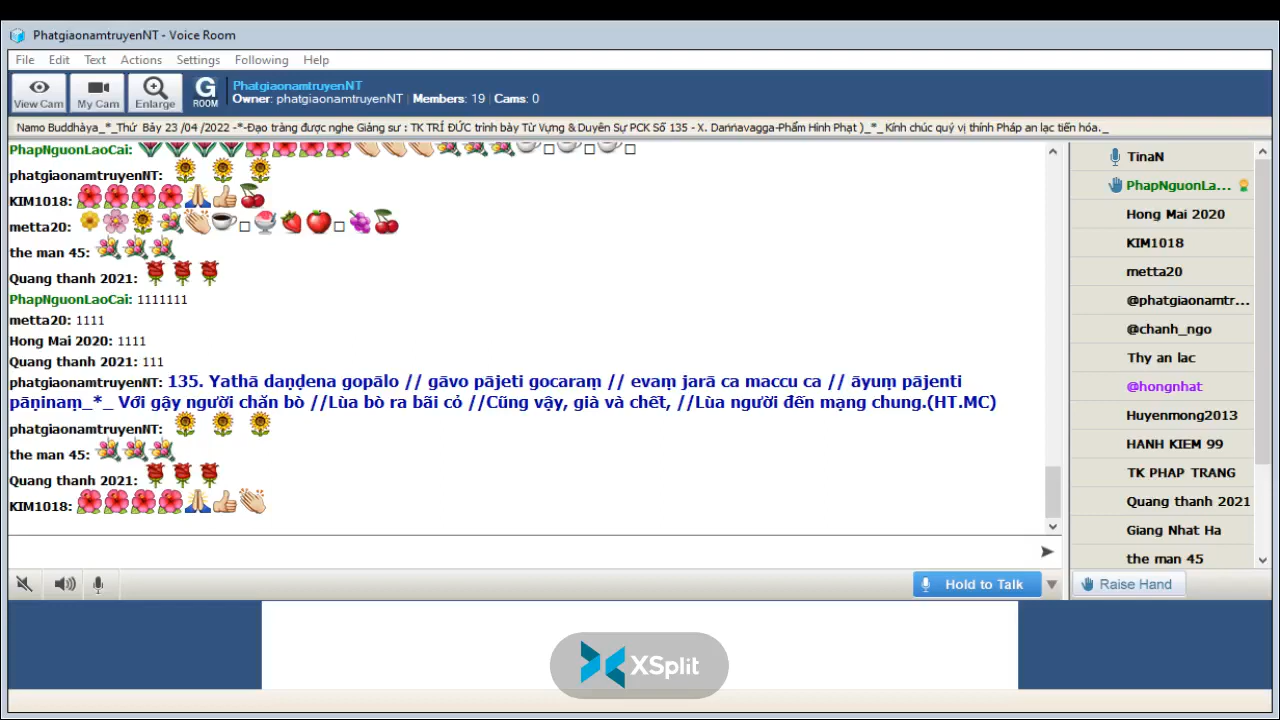 PhatgiaonamtruyenNT - Voice Room
File Edit Text Actions Settings Following Help
View Cam My Cam Enlarge G ROOM
PhatgiaonamtruyenNT
Owner: phatgiaonamtruyenNT | Members: 19 | Cams: 0
Namo Buddhàya_*_Thứ Bảy 23 /04 /2022 -*-Đạo tràng được nghe Giảng sư : TK TRÍ ĐỨC trình bày Từ Vựng & Duyên Sự PCK Số 135 - X. Daṇṇavagga-Phẩm Hình Phạt )_*_ Kính chúc quý vị thính Pháp an lạc tiến hóa._
PhapNguonLaoCai:
phatgiaonamtruyenNT:
KIM1018:
metta20:
the man 45:
Quang thanh 2021:
PhapNguonLaoCai: 1111111
metta20: 1111
Hong Mai 2020: 1111
Quang thanh 2021: 111
phatgiaonamtruyenNT: 135. Yathā daṇḍena gopālo // gāvo pājeti gocaraṃ // evaṃ jarā ca maccu ca // āyuṃ pājenti
pāṇinaṃ_*_ Với gậy người chăn bò //Lùa bò ra bãi cỏ //Cũng vậy, già và chết, //Lùa người đến mạng chung.(HT.MC)
phatgiaonamtruyenNT:
the man 45:
Quang thanh 2021:
KIM1018:
Hold to Talk
TinaN
PhapNguonLa...
Hong Mai 2020
KIM1018
metta20
@phatgiaonamtr...
@chanh_ngo
Thy an lac
@hongnhat
Huyenmong2013
HANH KIEM 99
TK PHAP TRANG
Quang thanh 2021
Giang Nhat Ha
the man 45
Raise Hand
XSplit